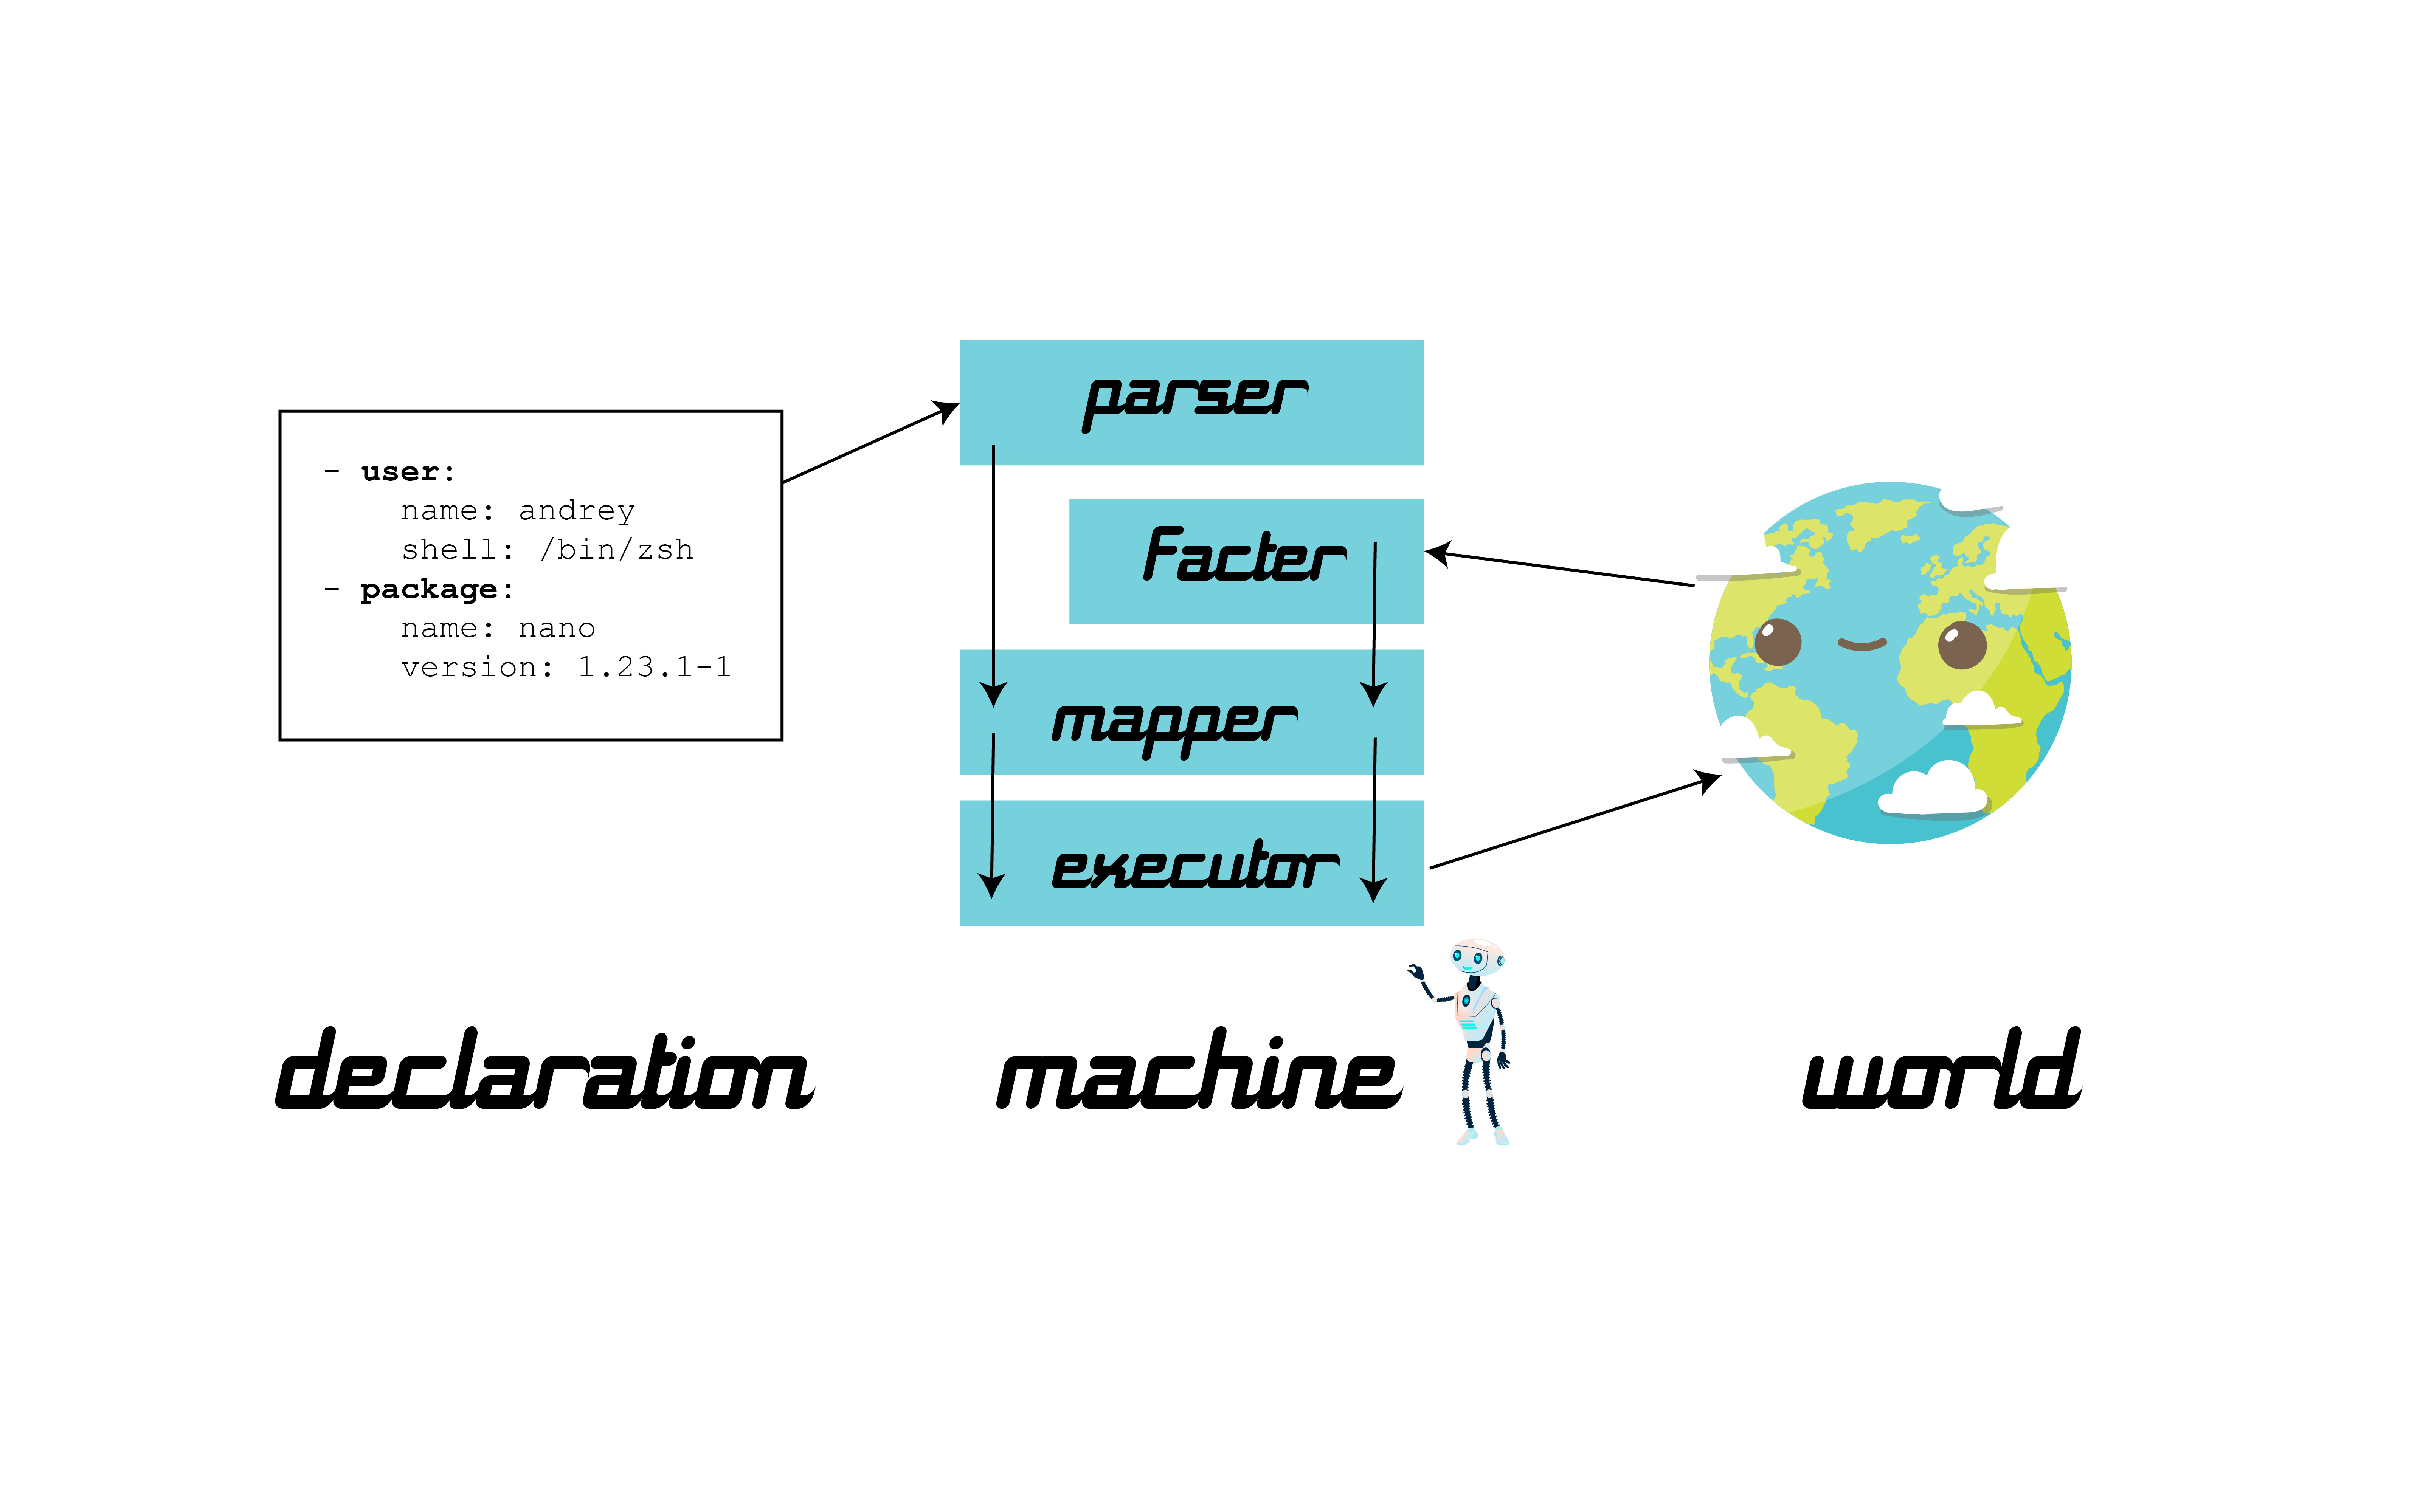 - user:
name: andrey
shell: /bin/zsh
- package:
name: nano
version: 1.23.1-1
parser
Facter
mapper
executor
declaration
machine
world